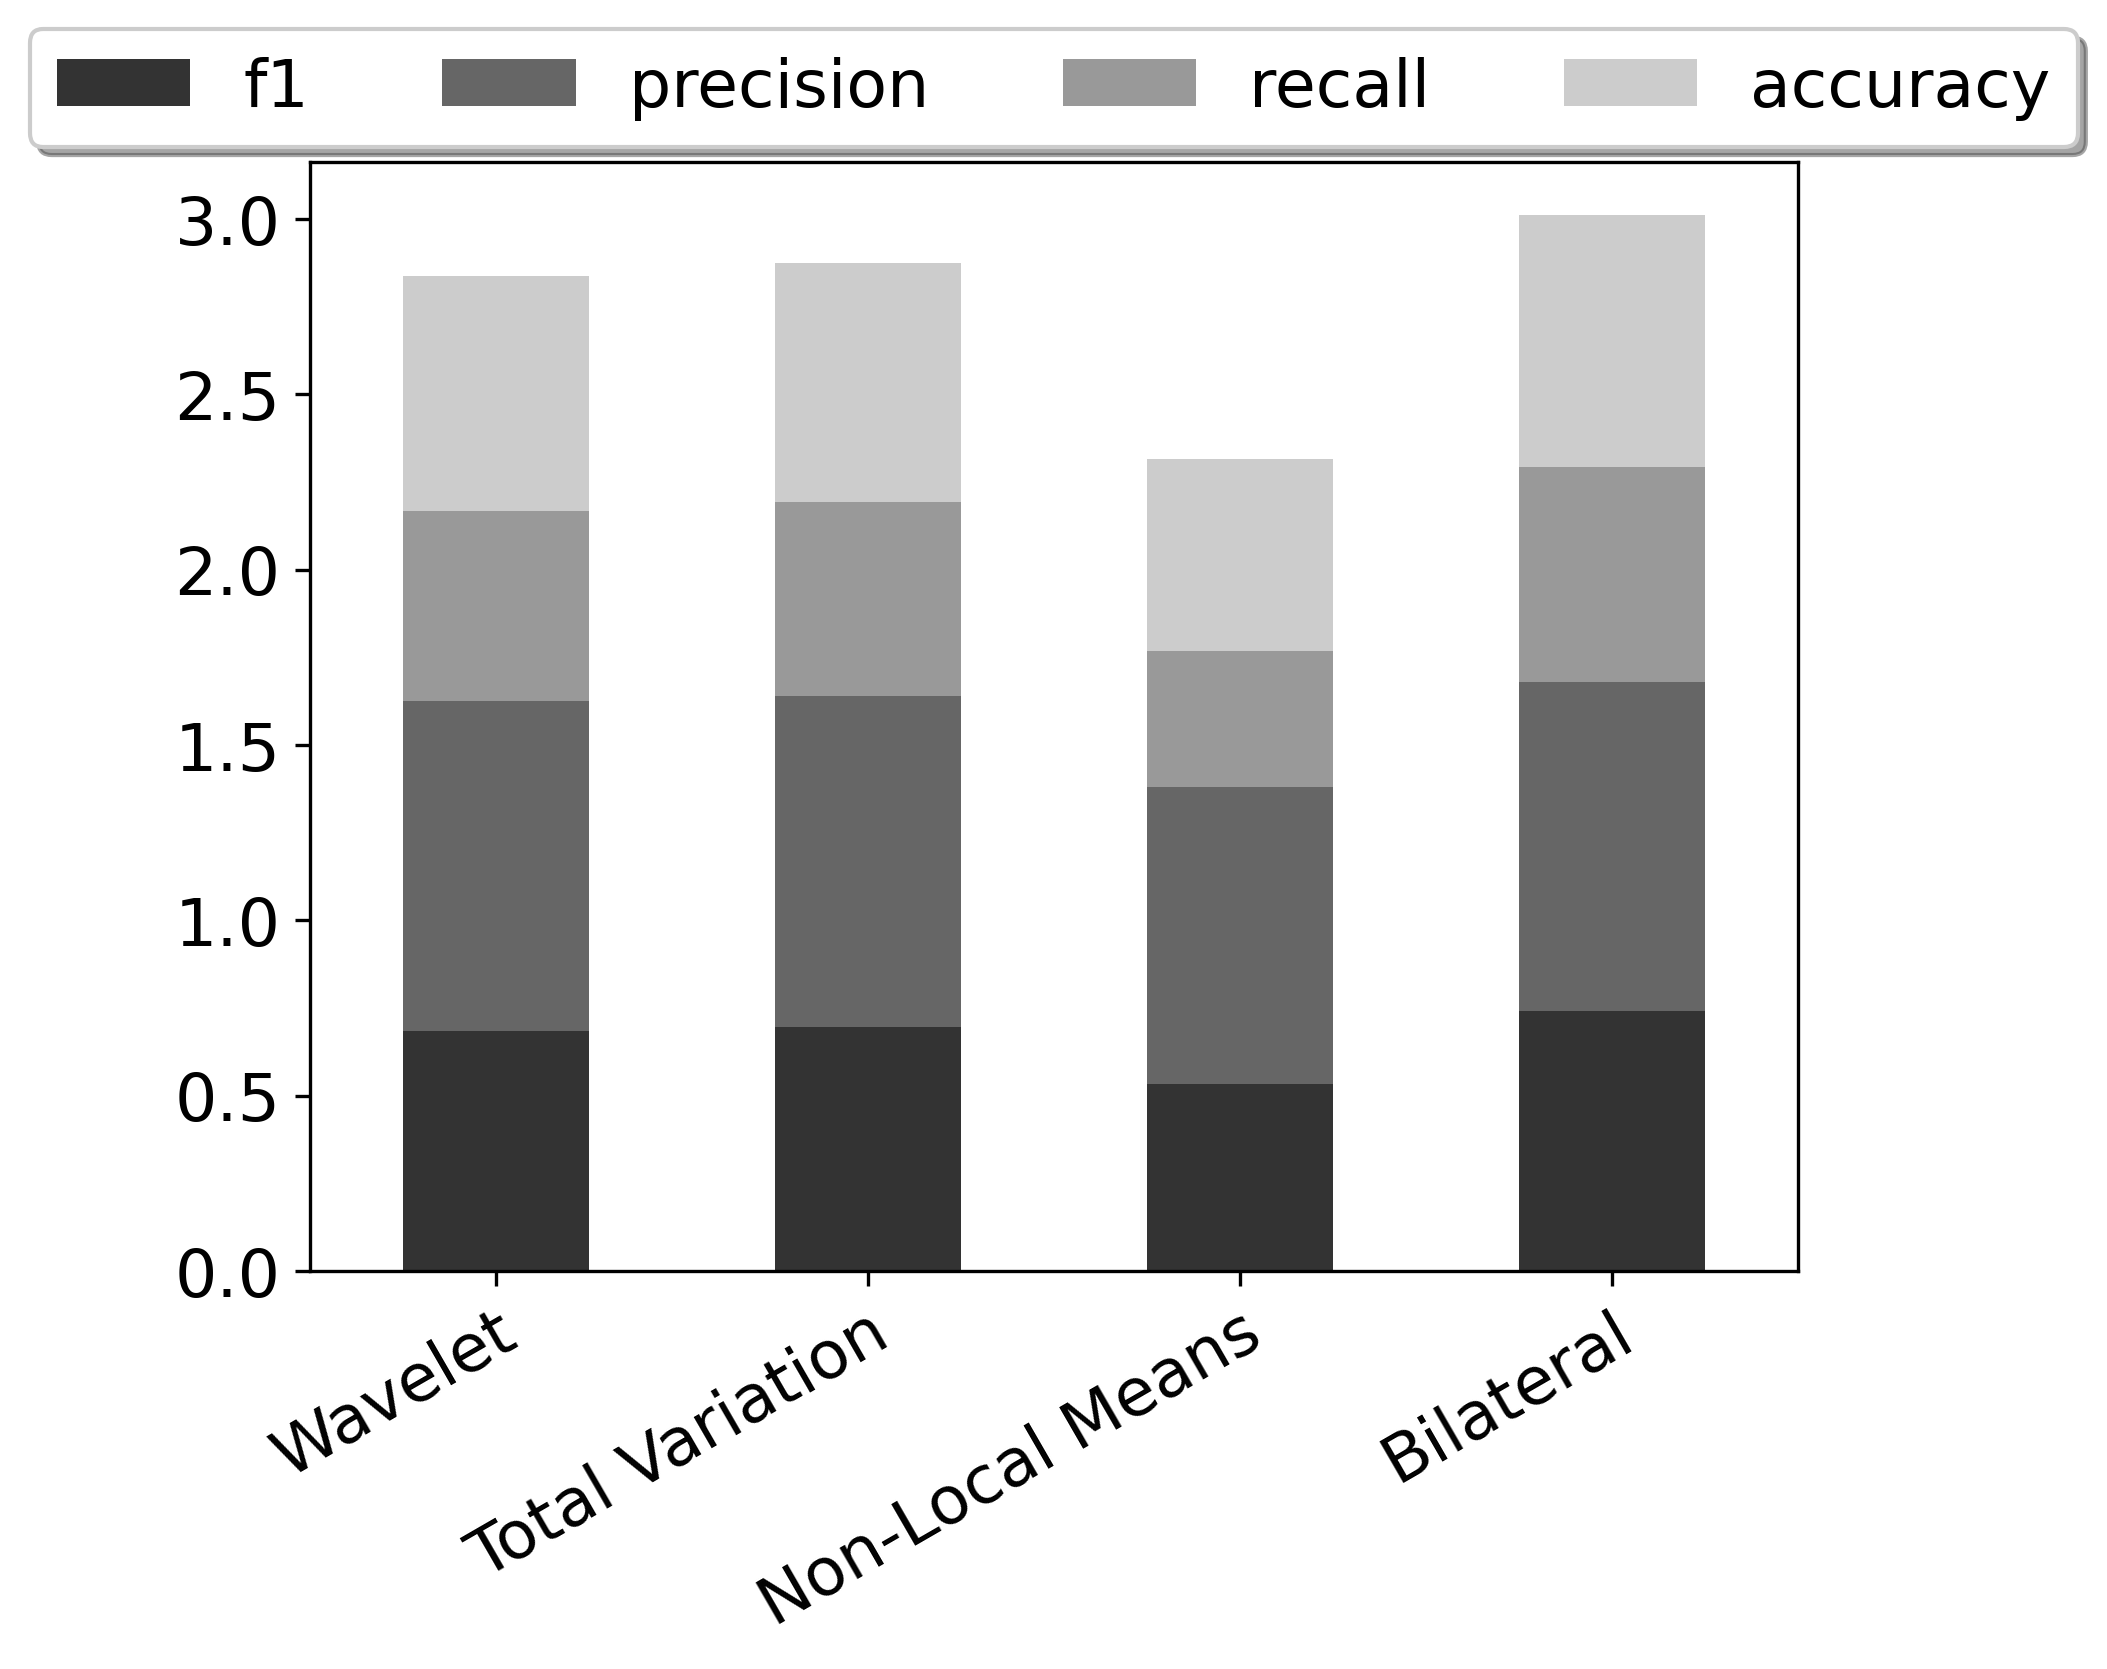 f1 precision recall accuracy
3.0
2.5
2.0
1.5
1.0
0.5
0.0
Wavelet
Total Variation
Non-Local Means
Bilateral